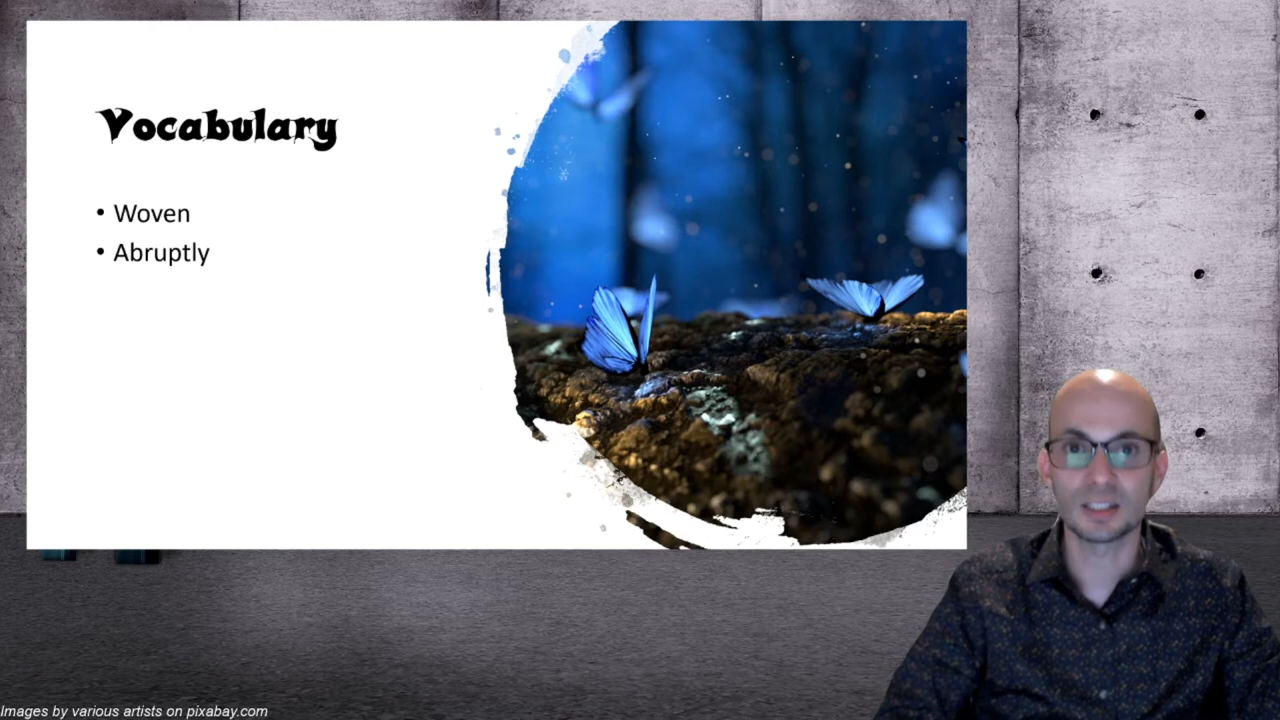 Vocabulary
• Woven
• Abruptly
Images by various artists on pixabay.com